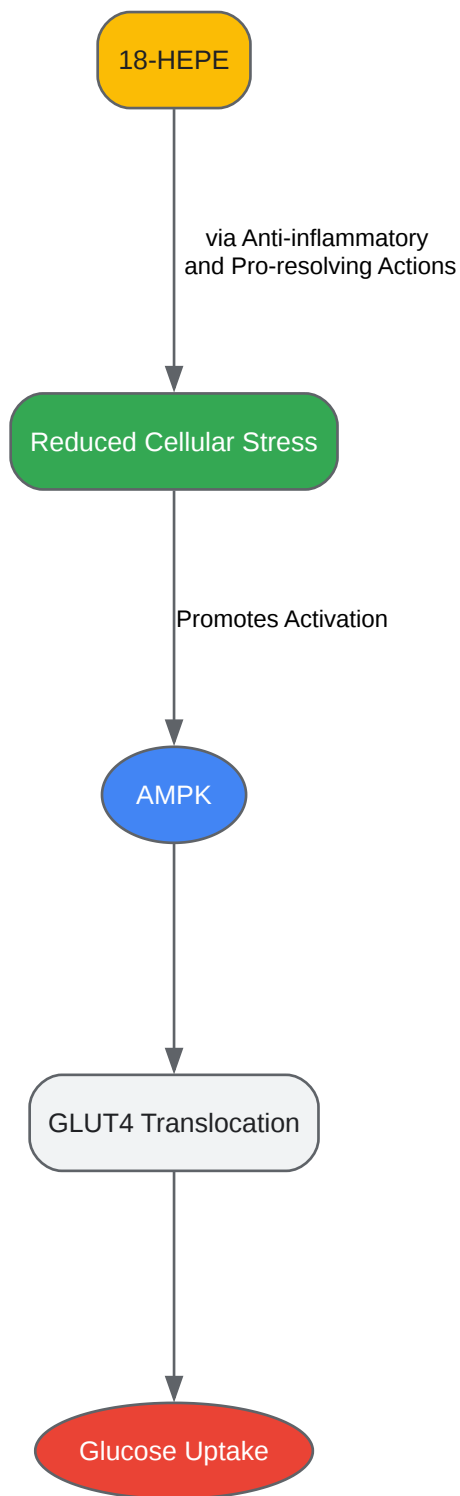 18-HEPE
via Anti-inflammatory
and Pro-resolving Actions
Reduced Cellular Stress
Promotes Activation
AMPK
GLUT4 Translocation
Glucose Uptake